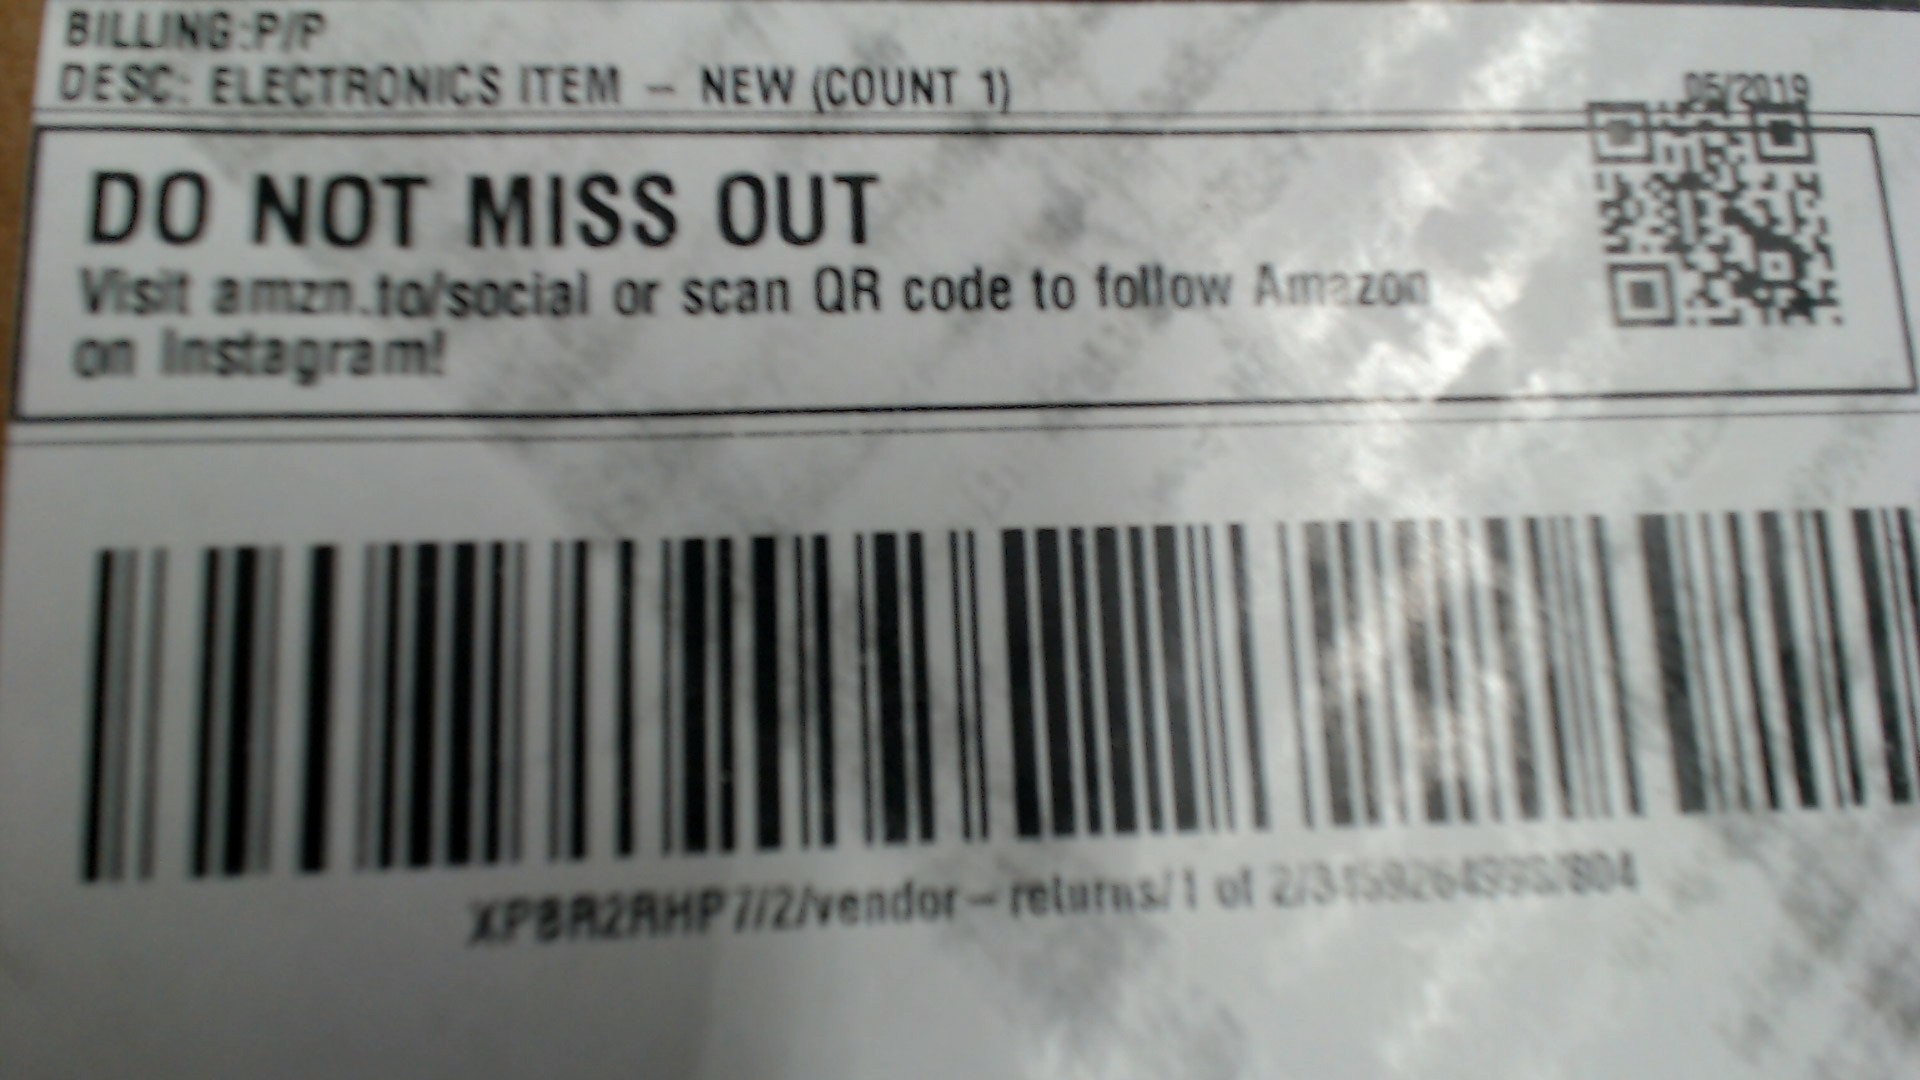 BILLING:P/P
DESC: ELECTRONICS ITEM - NEW (COUNT 1)
05/2019
DO NOT MISS OUT
Visit amzn.to/social or scan QR code to follow Amazon
on Instagram!
XPBR2RHP7/2/vendor-returns/1 of